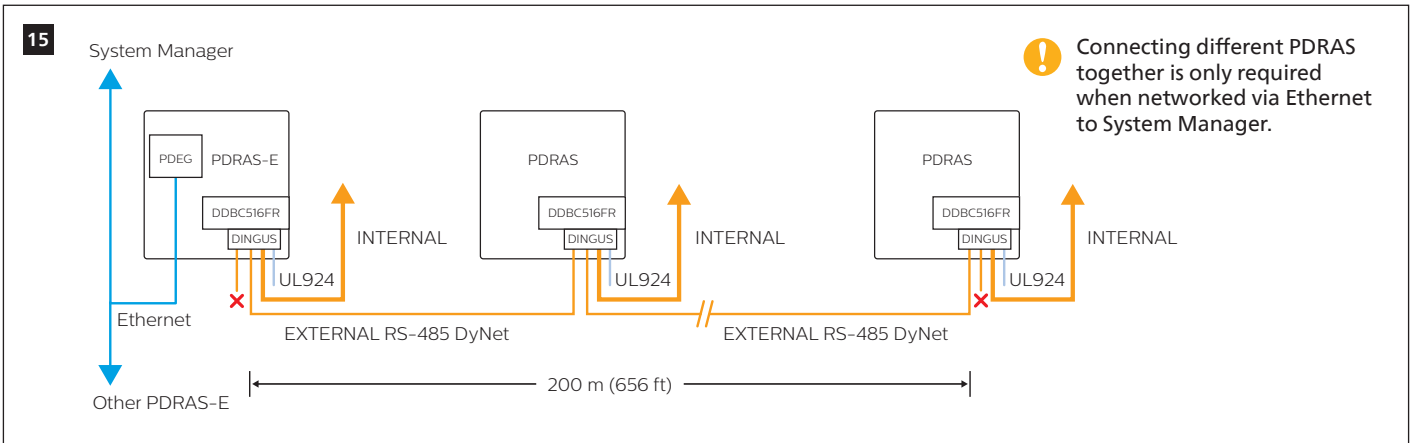 15
System Manager
Connecting different PDRAS
together is only required
when networked via Ethernet
to System Manager.
PDEG
PDRAS-E
PDRAS
PDRAS
DDBC516FR
DDBC516FR
DDBC516FR
DINGUS
DINGUS
DINGUS
INTERNAL
INTERNAL
INTERNAL
UL924
UL924
UL924
Ethernet
EXTERNAL RS-485 DyNet
EXTERNAL RS-485 DyNet
200 m (656 ft)
Other PDRAS-E